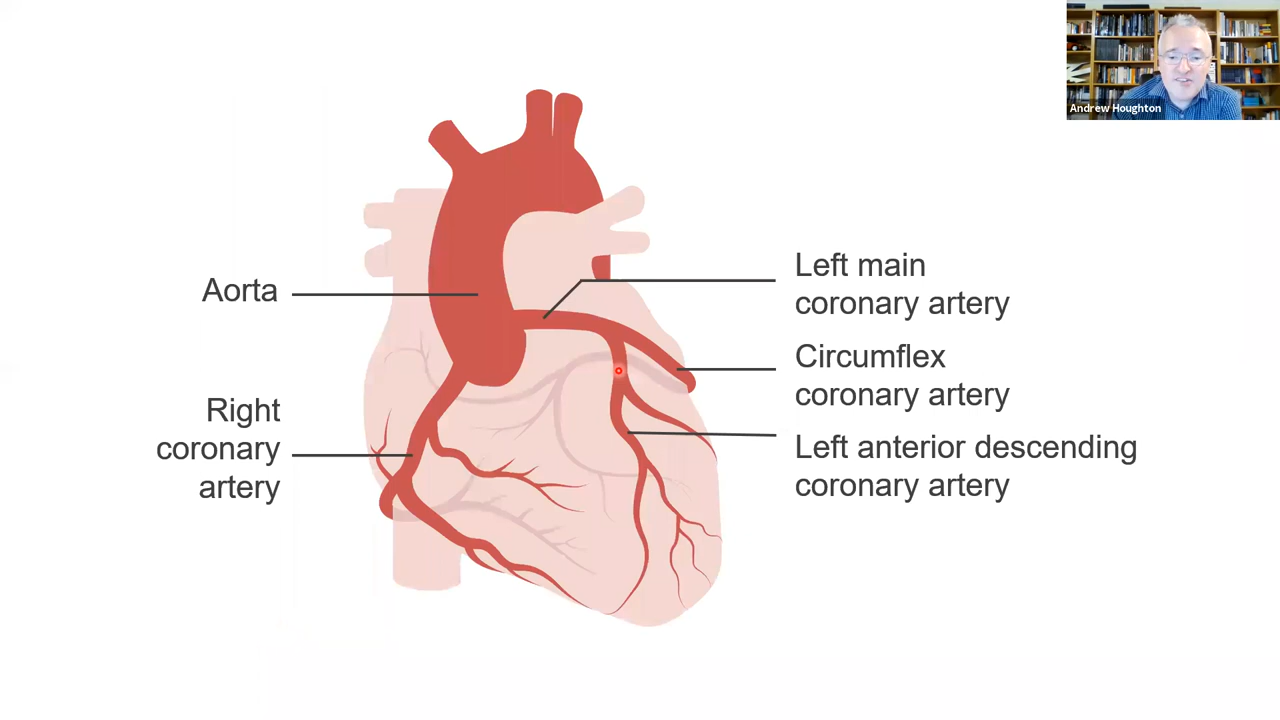 Andrew Houghton
Aorta
Right
coronary
artery
Left main
coronary artery
Circumflex
coronary artery
Left anterior descending
coronary artery